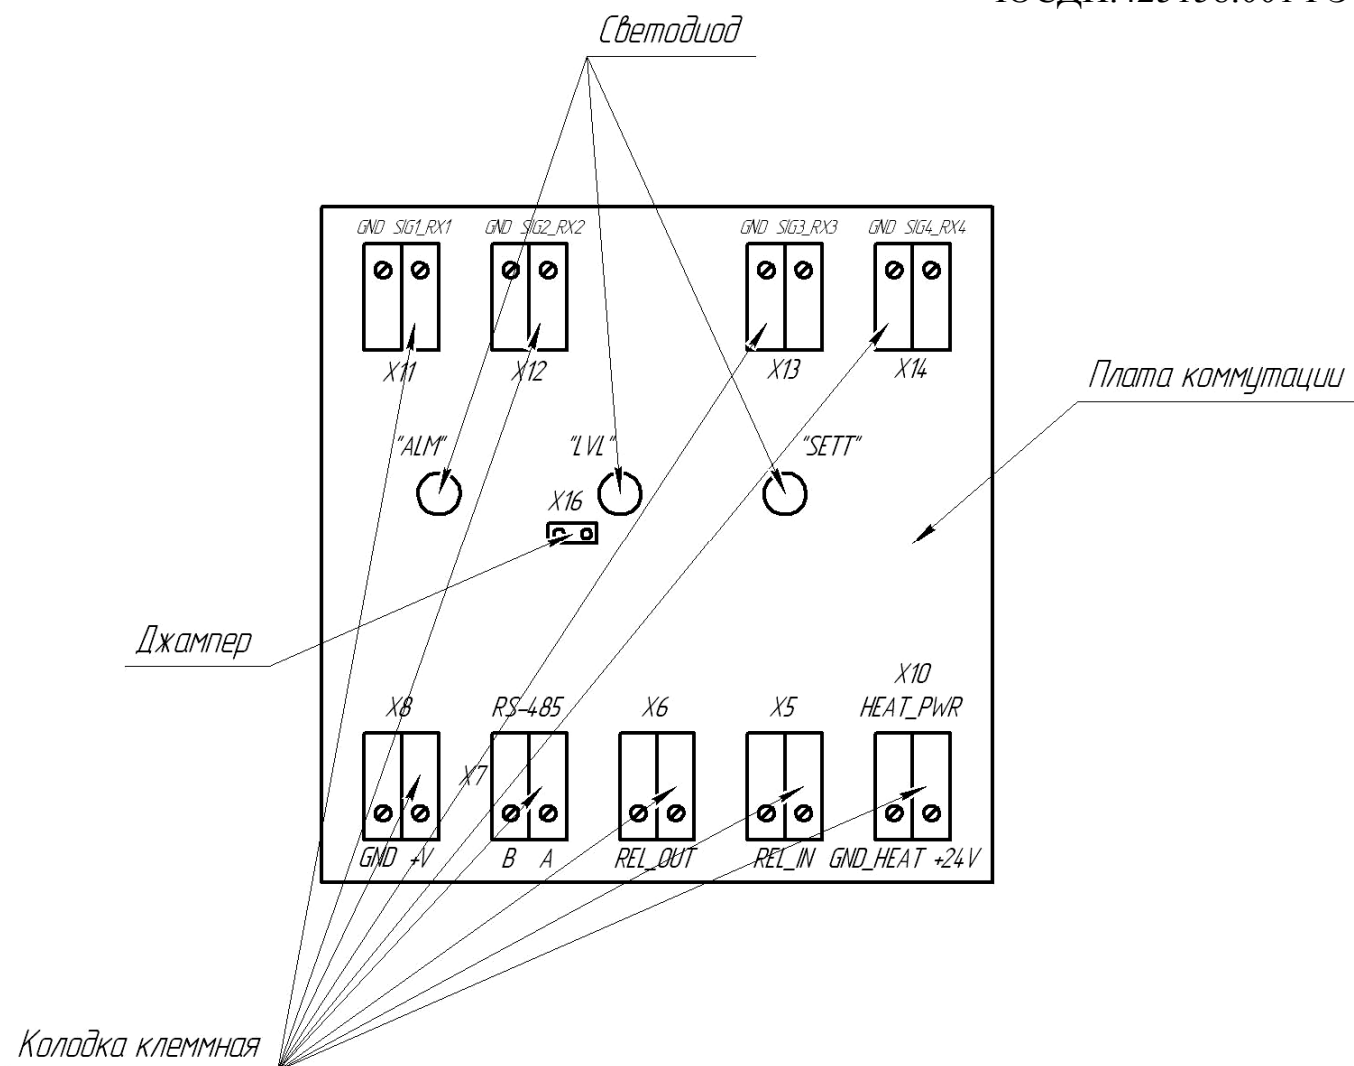 Светодиод
GND SIG1_RX1 GND SIG2_RX2 GND SIG3_RX3 GND SIG4_RX4
X11 X12 X13 X14
Плата коммутации
"ALM" "LVL" "SETT"
X16
Джампер
X10
X8 RS-485 X6 X5 HEAT_PWR
X7
GND +V B A REL_OUT REL_IN GND_HEAT +24V
Колодка клеммная